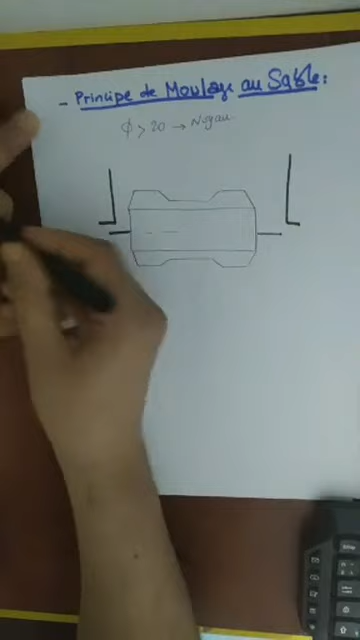 - Principe de Moulage au Sable:
∅ > 20 → Noyau